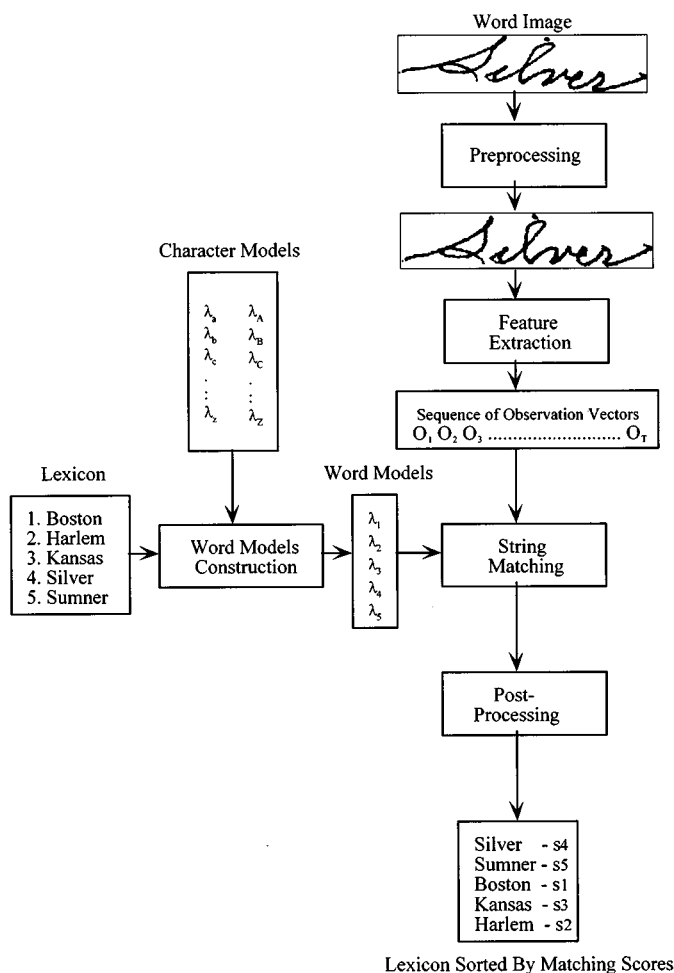 Word Image
Silver
Preprocessing
Silver
Character Models
λa λA
λb λB
λc λC
. .
: :
λz λZ
Feature
Extraction
Sequence of Observation Vectors
O1 O2 O3 ............................ OT
Lexicon
1. Boston
2. Harlem
3. Kansas
4. Silver
5. Sumner
Word Models
Construction
Word Models
λ1
λ2
λ3
λ4
λ5
String
Matching
Post-
Processing
Silver - s4
Sumner - s5
Boston - s1
Kansas - s3
Harlem - s2
Lexicon Sorted By Matching Scores